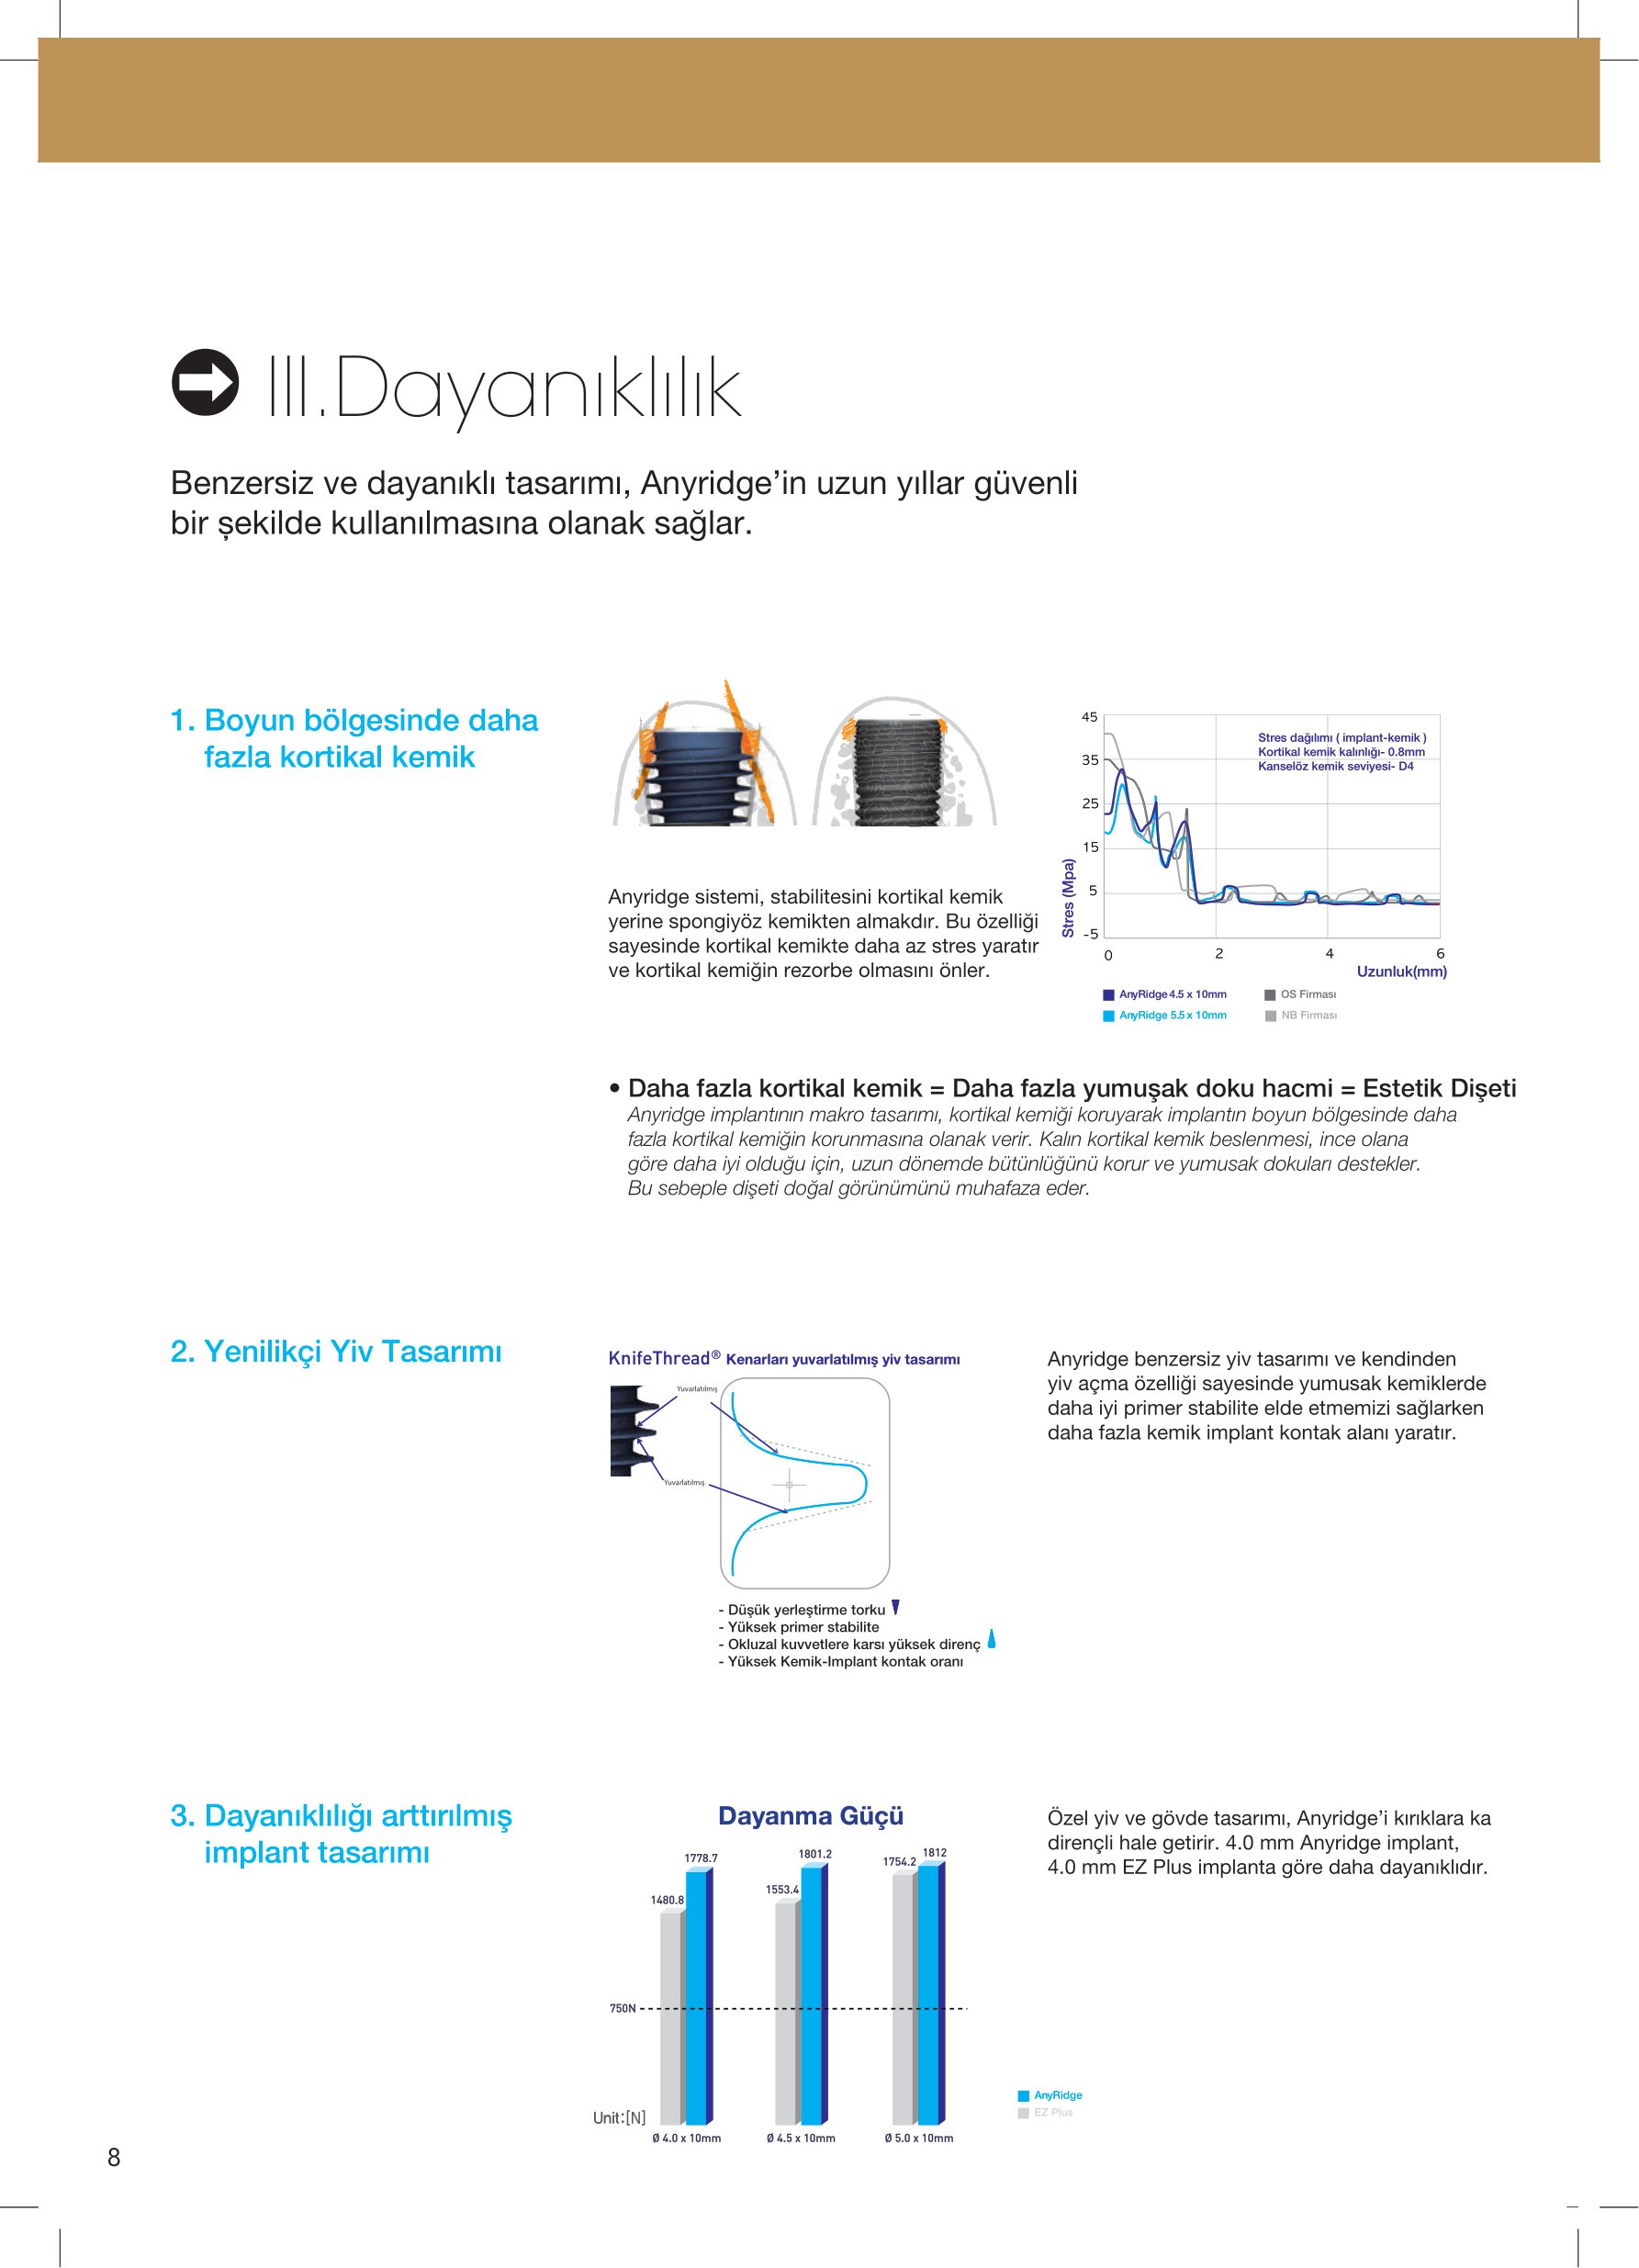 III.Dayanıklılık
Benzersiz ve dayanıklı tasarımı, Anyridge’in uzun yıllar güvenli
bir şekilde kullanılmasına olanak sağlar.
1. Boyun bölgesinde daha
fazla kortikal kemik
Anyridge sistemi, stabilitesini kortikal kemik
yerine spongiyöz kemikten almakdır. Bu özelliği
sayesinde kortikal kemikte daha az stres yaratır
ve kortikal kemiğin rezorbe olmasını önler.
45
35
25
15
5
-5
Stres (Mpa)
Stres dağılımı ( implant-kemik )
Kortikal kemik kalınlığı- 0.8mm
Kanselöz kemik seviyesi- D4
0 2 4 6
Uzunluk(mm)
AnyRidge 4.5 x 10mm OS Firması
AnyRidge 5.5 x 10mm NB Firması
• Daha fazla kortikal kemik = Daha fazla yumuşak doku hacmi = Estetik Dişeti
Anyridge implantının makro tasarımı, kortikal kemiği koruyarak implantın boyun bölgesinde daha
fazla kortikal kemiğin korunmasına olanak verir. Kalın kortikal kemik beslenmesi, ince olana
göre daha iyi olduğu için, uzun dönemde bütünlüğünü korur ve yumusak dokuları destekler.
Bu sebeple dişeti doğal görünümünü muhafaza eder.
2. Yenilikçi Yiv Tasarımı
KnifeThread® Kenarları yuvarlatılmış yiv tasarımı
Yuvarlatılmış
Yuvarlatılmış
- Düşük yerleştirme torku
- Yüksek primer stabilite
- Okluzal kuvvetlere karsı yüksek direnç
- Yüksek Kemik-Implant kontak oranı
Anyridge benzersiz yiv tasarımı ve kendinden
yiv açma özelliği sayesinde yumusak kemiklerde
daha iyi primer stabilite elde etmemizi sağlarken
daha fazla kemik implant kontak alanı yaratır.
3. Dayanıklılığı arttırılmış
implant tasarımı
Dayanma Güçü
1480.8 1778.7 1553.4 1801.2 1754.2 1812
750N
Unit:[N]
Ø 4.0 x 10mm Ø 4.5 x 10mm Ø 5.0 x 10mm
AnyRidge
EZ Plus
Özel yiv ve gövde tasarımı, Anyridge’i kırıklara ka
dirençli hale getirir. 4.0 mm Anyridge implant,
4.0 mm EZ Plus implanta göre daha dayanıklıdır.
8